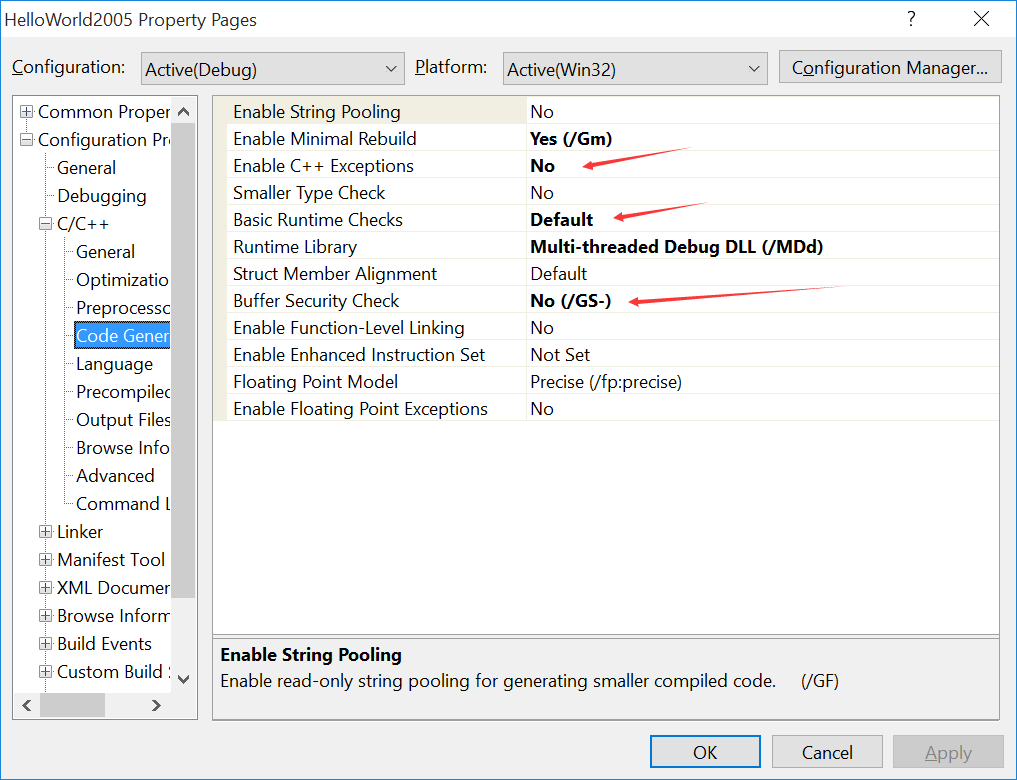 HelloWorld2005 Property Pages
?
Configuration: Active(Debug) Platform: Active(Win32) Configuration Manager...
Common Proper
Configuration Pr
General
Debugging
C/C++
General
Optimizatio
Preprocesso
Code Gener
Language
Precompiled
Output Files
Browse Info
Advanced
Command L
Linker
Manifest Tool
XML Documer
Browse Inform
Build Events
Custom Build S
Enable String Pooling No
Enable Minimal Rebuild Yes (/Gm)
Enable C++ Exceptions No
Smaller Type Check No
Basic Runtime Checks Default
Runtime Library Multi-threaded Debug DLL (/MDd)
Struct Member Alignment Default
Buffer Security Check No (/GS-)
Enable Function-Level Linking No
Enable Enhanced Instruction Set Not Set
Floating Point Model Precise (/fp:precise)
Enable Floating Point Exceptions No
Enable String Pooling
Enable read-only string pooling for generating smaller compiled code. (/GF)
OK Cancel Apply